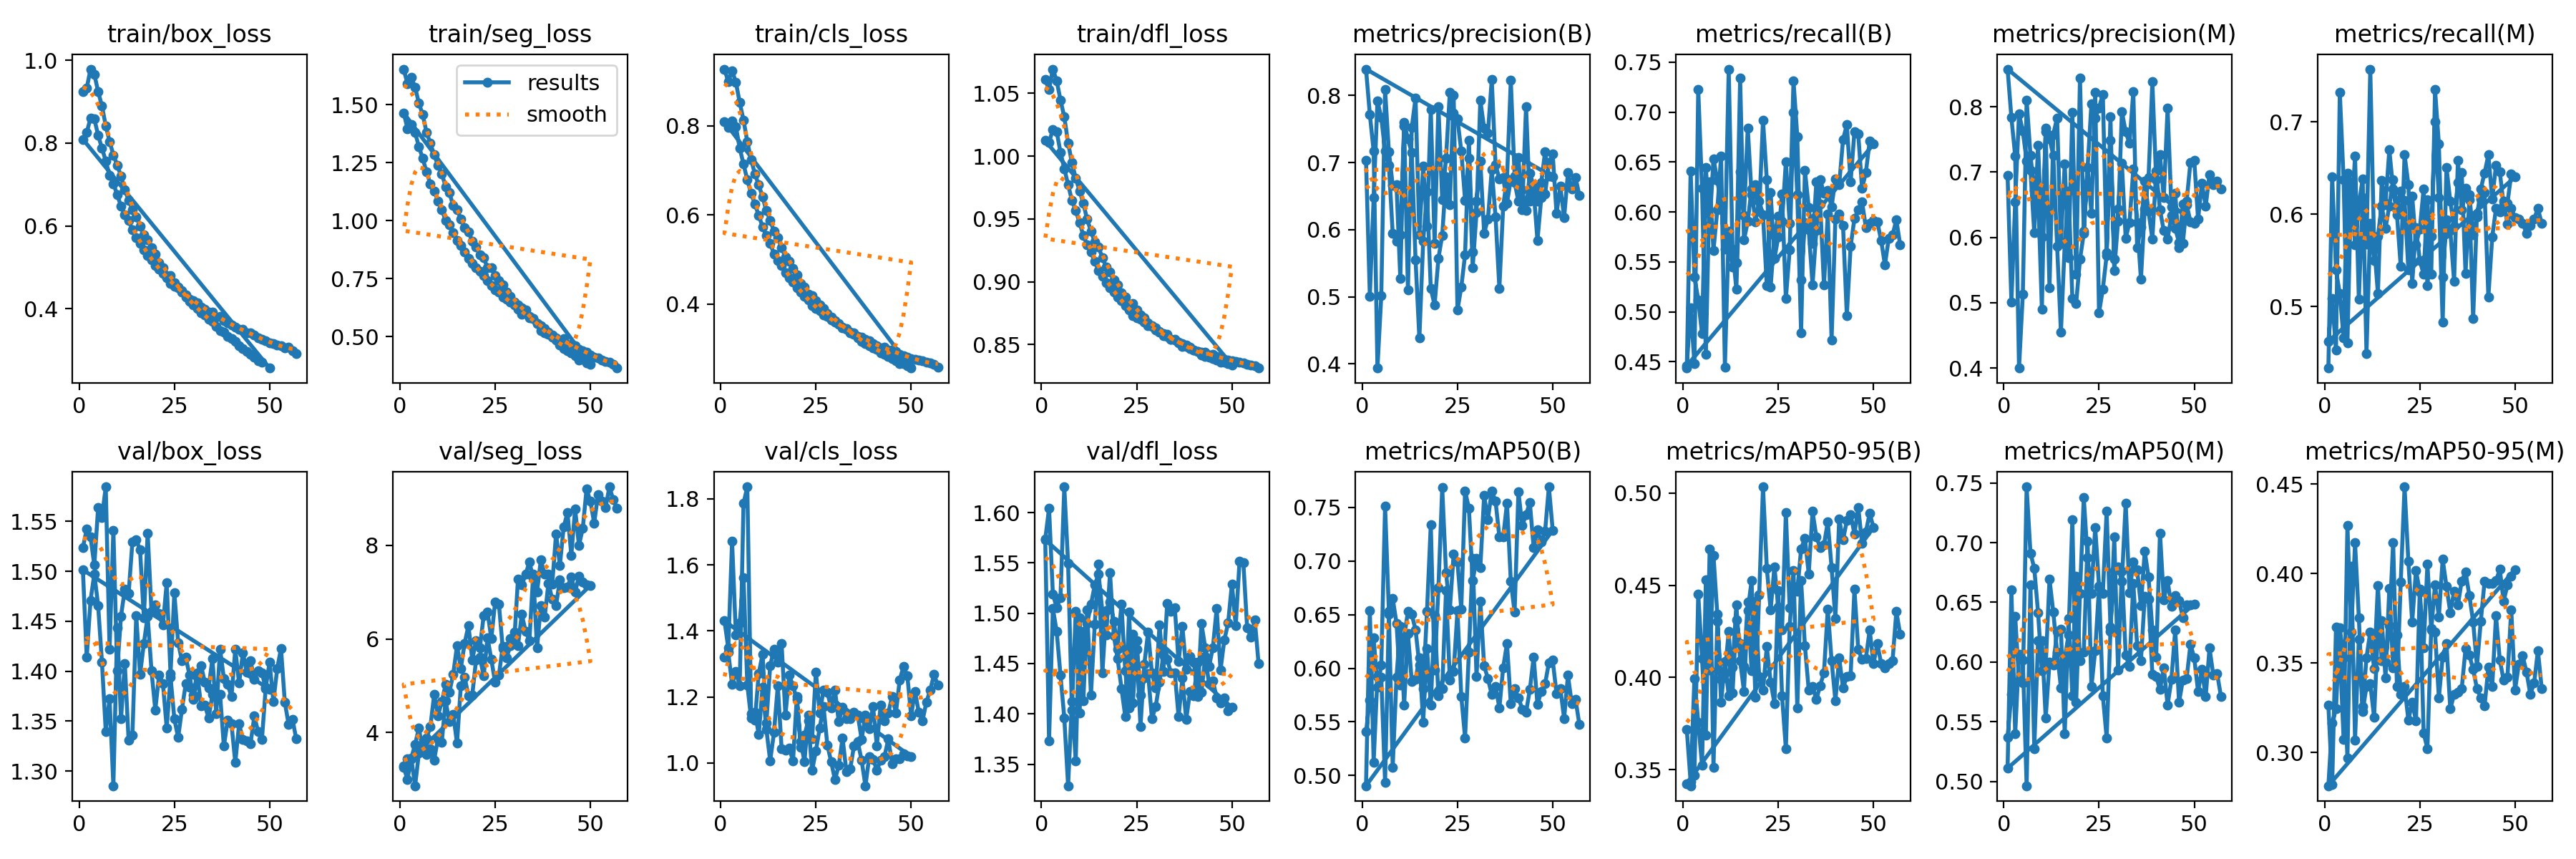 train/box_loss
train/seg_loss
train/cls_loss
train/dfl_loss
metrics/precision(B)
metrics/recall(B)
metrics/precision(M)
metrics/recall(M)
results
smooth
1.0
0.8
0.6
0.4
0 25 50
1.50
1.25
1.00
0.75
0.50
0 25 50
0.8
0.6
0.4
0 25 50
1.05
1.00
0.95
0.90
0.85
0 25 50
0.8
0.7
0.6
0.5
0.4
0 25 50
0.75
0.70
0.65
0.60
0.55
0.50
0.45
0 25 50
0.8
0.7
0.6
0.5
0.4
0 25 50
0.7
0.6
0.5
0 25 50
val/box_loss
val/seg_loss
val/cls_loss
val/dfl_loss
metrics/mAP50(B)
metrics/mAP50-95(B)
metrics/mAP50(M)
metrics/mAP50-95(M)
1.55
1.50
1.45
1.40
1.35
1.30
0 25 50
8
6
4
0 25 50
1.8
1.6
1.4
1.2
1.0
0 25 50
1.60
1.55
1.50
1.45
1.40
1.35
0 25 50
0.75
0.70
0.65
0.60
0.55
0.50
0 25 50
0.50
0.45
0.40
0.35
0 25 50
0.75
0.70
0.65
0.60
0.55
0.50
0 25 50
0.45
0.40
0.35
0.30
0 25 50